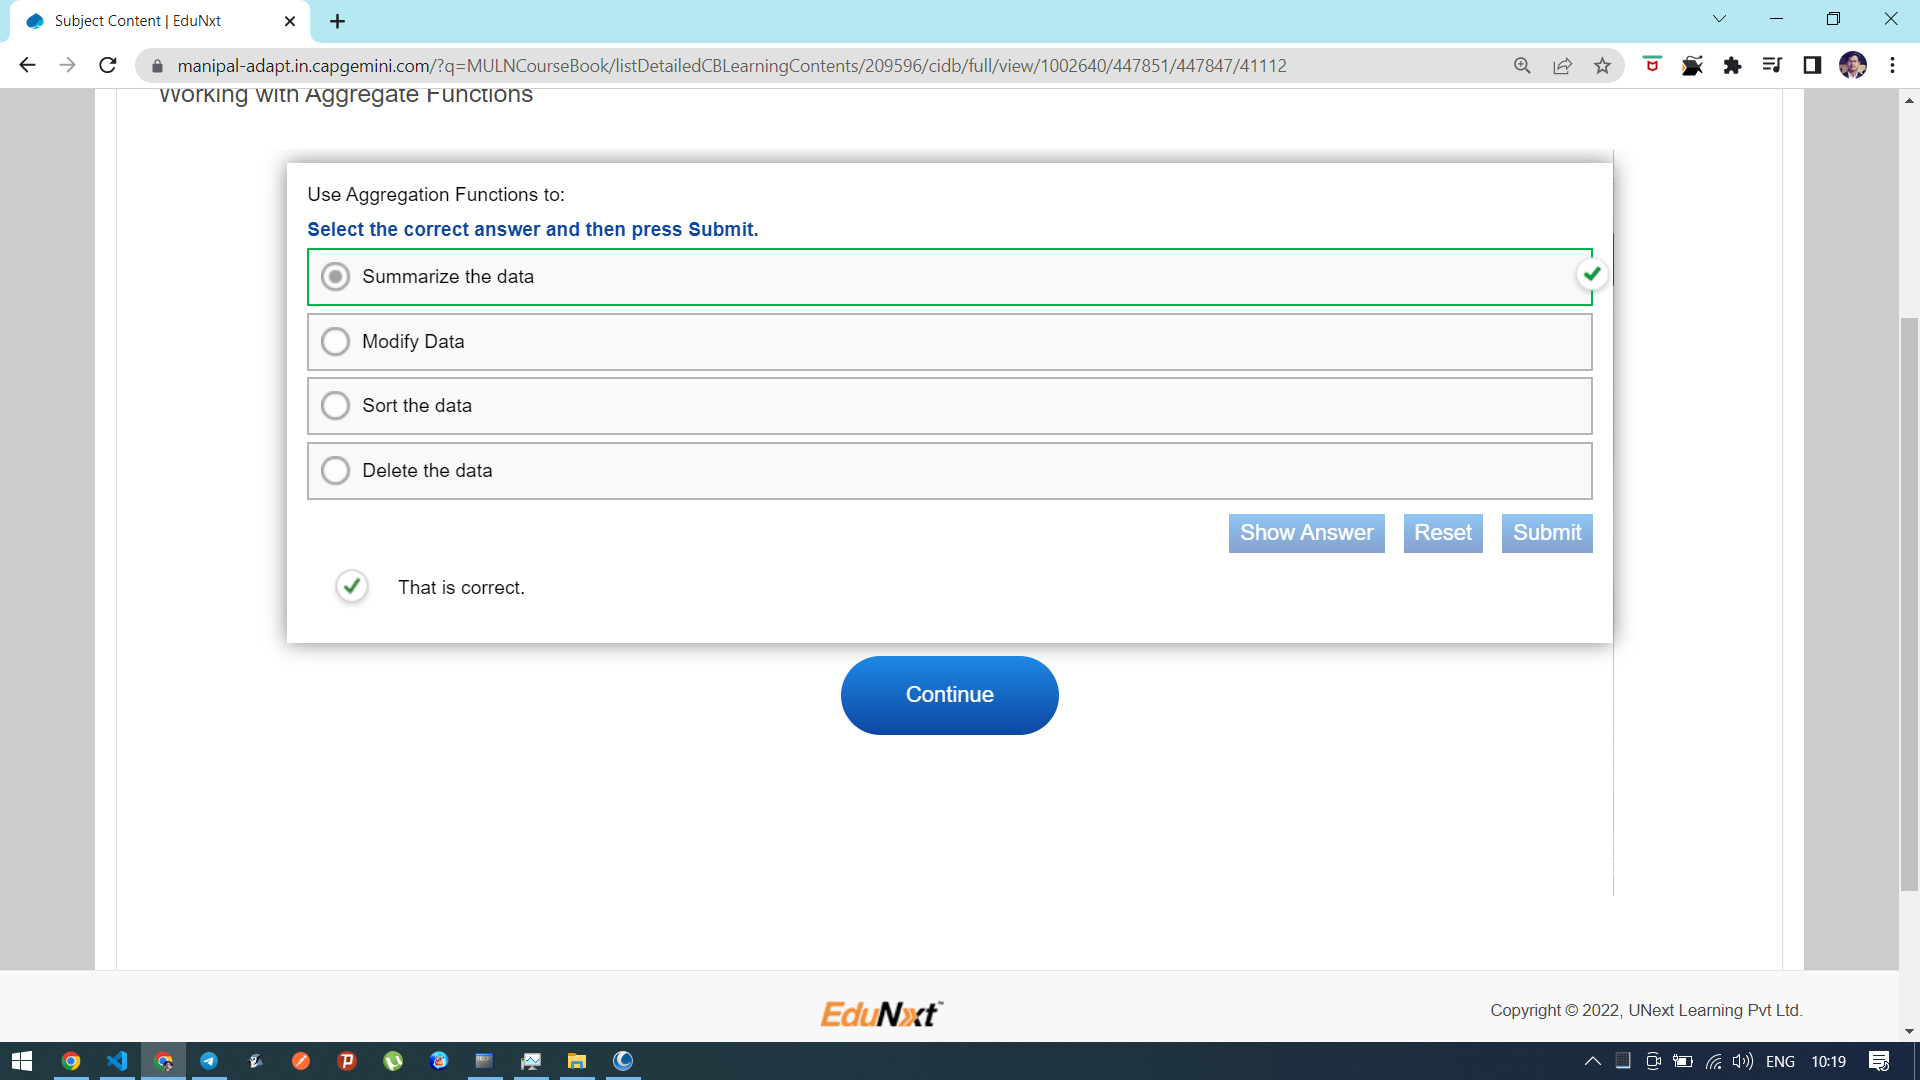 Subject Content | EduNxt
manipal-adapt.in.capgemini.com/?q=MULNCourseBook/listDetailedCBLearningContents/209596/cidb/full/view/1002640/447851/447847/41112
Working with Aggregate Functions
Use Aggregation Functions to:
Select the correct answer and then press Submit.
Summarize the data
Modify Data
Sort the data
Delete the data
Show Answer Reset Submit
That is correct.
Continue
EduNxt
Copyright © 2022, UNext Learning Pvt Ltd.
ENG 10:19